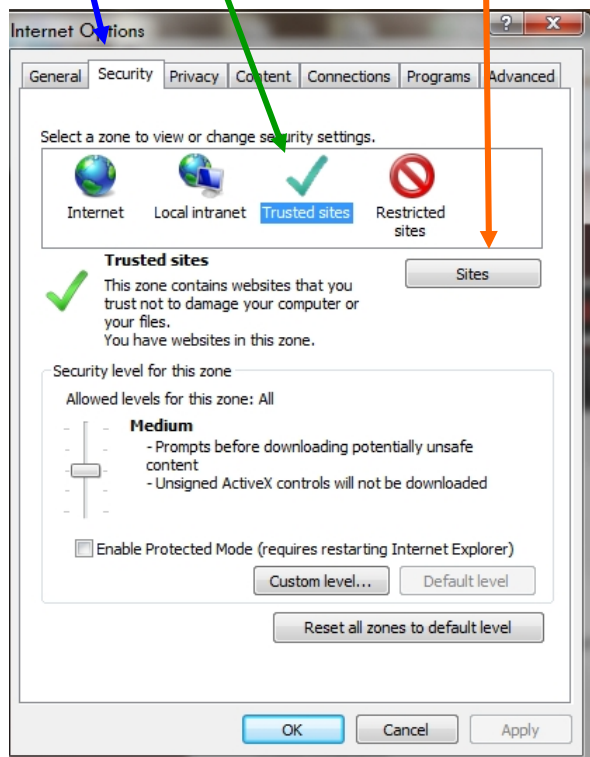 Internet Options
?
X
General Security Privacy Content Connections Programs Advanced
Select a zone to view or change security settings.
Internet Local intranet Trusted sites Restricted
sites
Trusted sites
Sites
This zone contains websites that you
trust not to damage your computer or
your files.
You have websites in this zone.
Security level for this zone
Allowed levels for this zone: All
Medium
- Prompts before downloading potentially unsafe
content
- Unsigned ActiveX controls will not be downloaded
Enable Protected Mode (requires restarting Internet Explorer)
Custom level... Default level
Reset all zones to default level
OK Cancel Apply